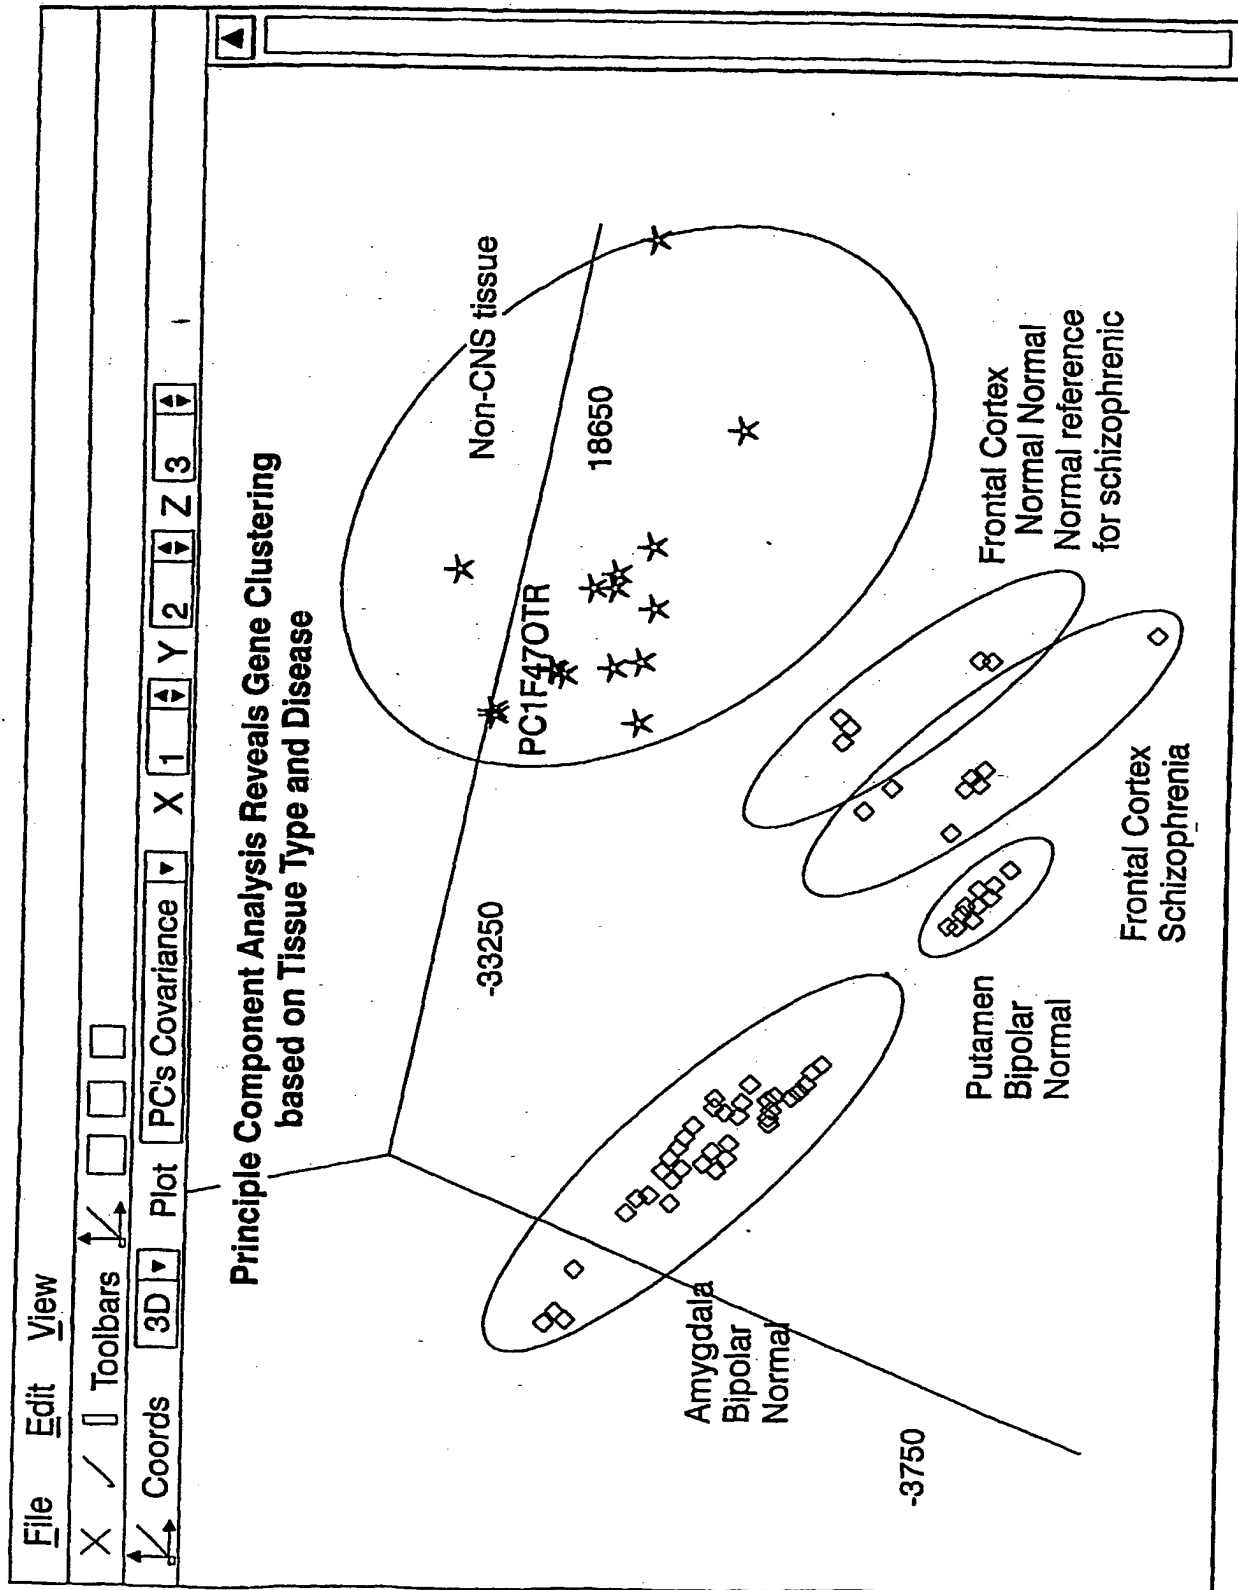 File Edit View
Toolbars
Coords 3D Plot PC's Covariance X 1 Y 2 Z 3
Principle Component Analysis Reveals Gene Clustering
based on Tissue Type and Disease
Non-CNS tissue
18650
PC1F47OTR
-33250
-3750
Amygdala
Bipolar
Normal
Putamen
Bipolar
Normal
Frontal Cortex
Schizophrenia
Frontal Cortex
Normal Normal
Normal reference
for schizophrenic